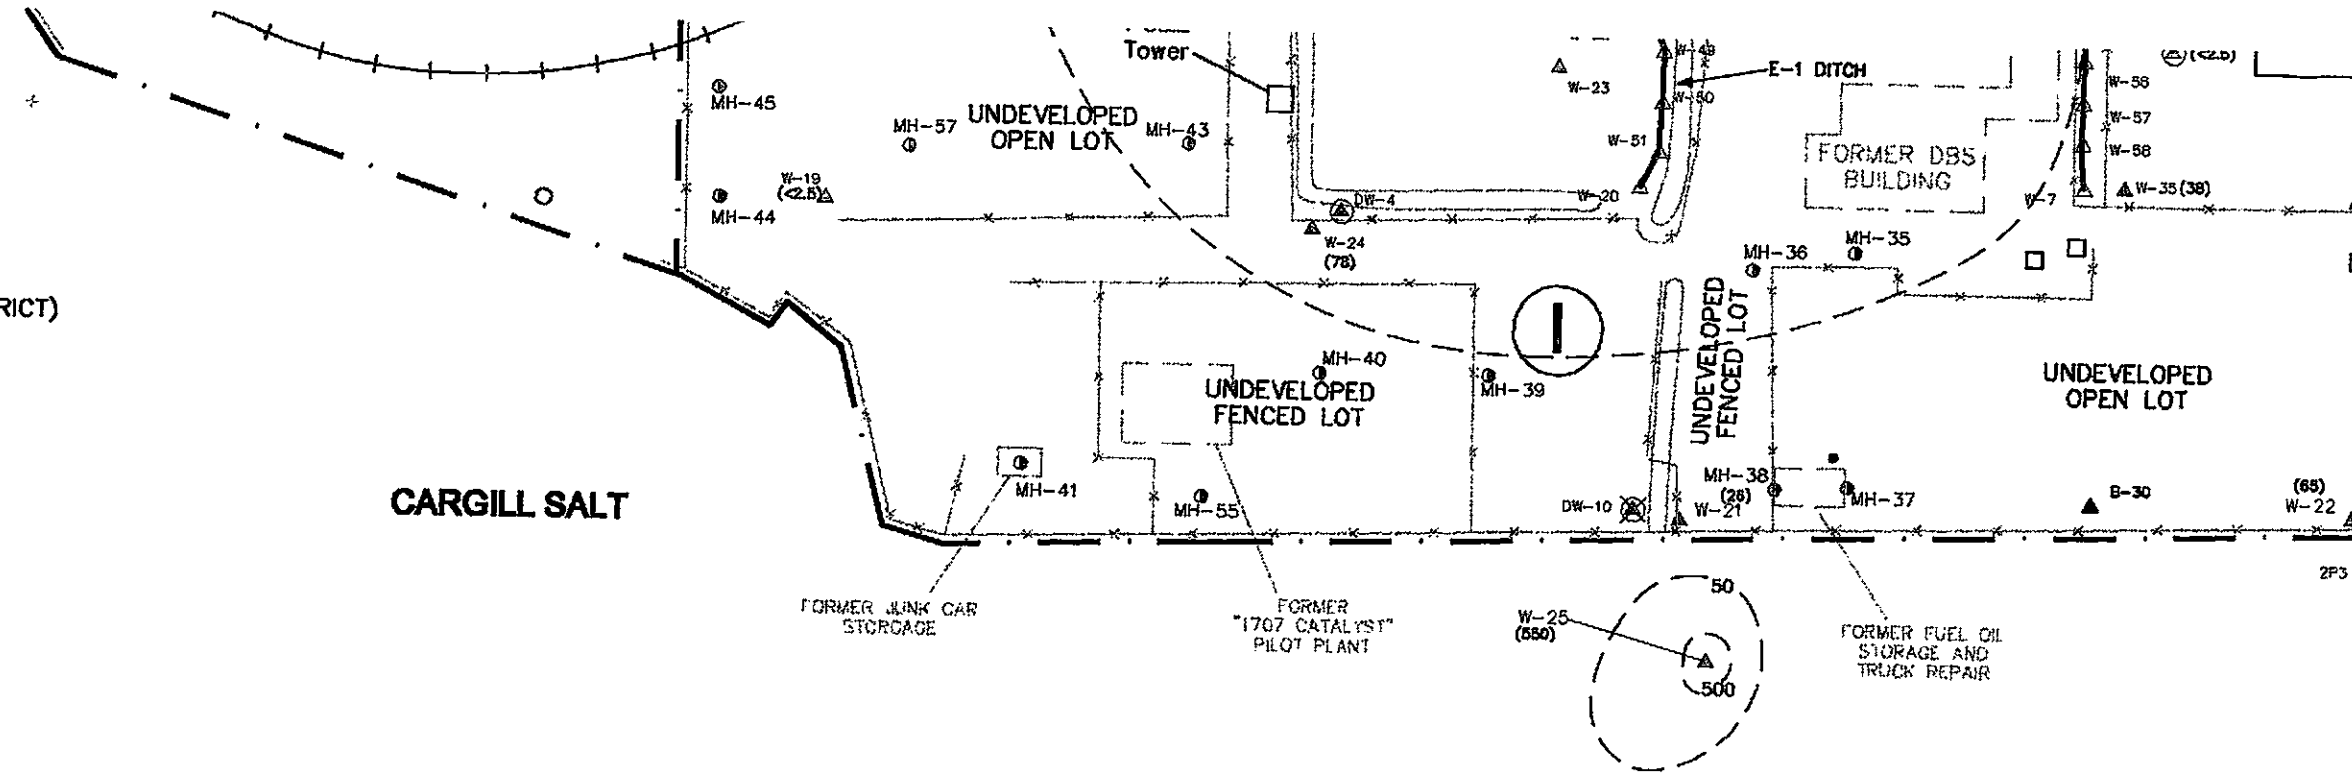 Tower
W-49
E-1 DITCH
(<2.5)
W-23
W-50
W-56
MH-45
UNDEVELOPED
OPEN LOT
MH-57
MH-43
W-51
W-57
FORMER DBS
BUILDING
W-58
W-19
(<2.5)
MH-44
DW-4
W-20
W-7
W-35(38)
W-24
(78)
MH-36
MH-35
RICT)
I
UNDEVELOPED
FENCED LOT
MH-40
UNDEVELOPED
FENCED LOT
MH-39
UNDEVELOPED
OPEN LOT
CARGILL SALT
MH-41
MH-55
DW-10
MH-38
(26)
W-21
MH-37
B-30
(65)
W-22
2P3
FORMER JUNK CAR
STORGAGE
FORMER
"1707 CATALYST"
PILOT PLANT
50
W-25
(550)
500
FORMER FUEL OIL
STORAGE AND
TRUCK REPAIR